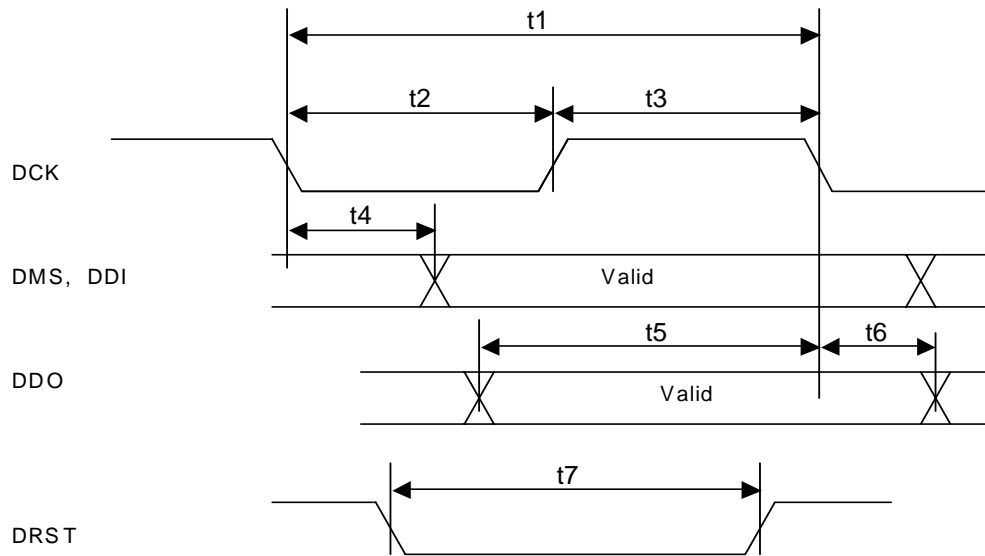 t1
t2 t3
DCK
t4
DMS, DDI Valid
t5 t6
DDO Valid
t7
DRST